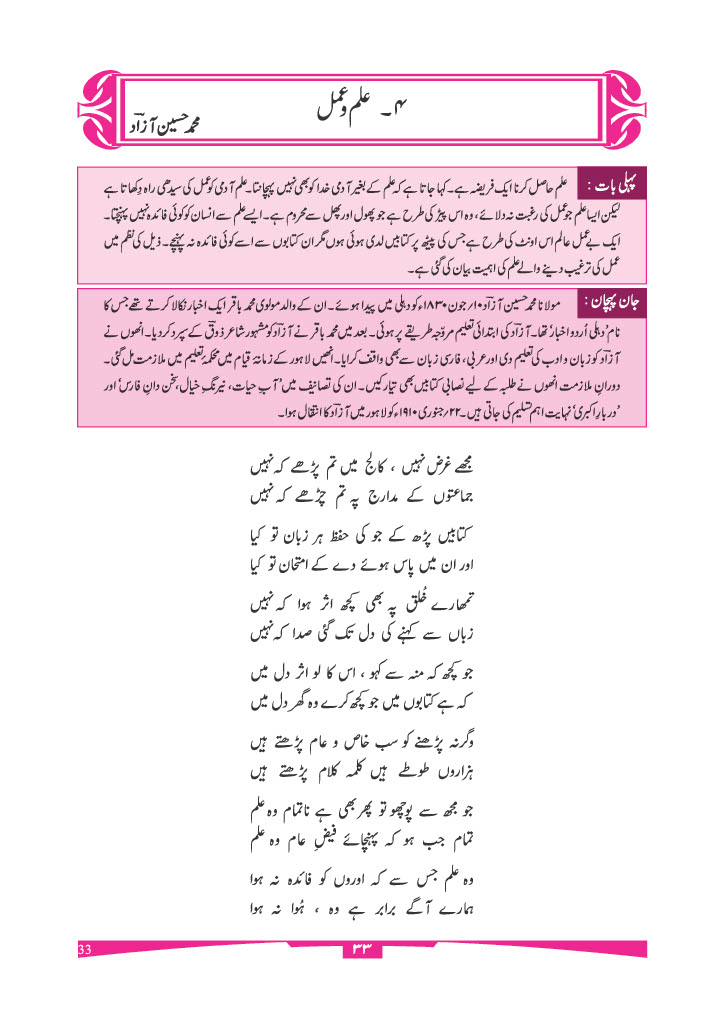 ۴۔ علم و عمل
محمد حسین آزادؔ
پہلی بات : علم حاصل کرنا ایک فریضہ ہے۔ کہا جاتا ہے کہ علم کے بغیر آدمی خدا کو بھی نہیں پہچانتا۔ علم آدمی کو عمل کی سیدھی راہ دکھاتا ہے
لیکن ایسا علم جو عمل کی رغبت نہ دلائے، وہ اس پیڑ کی طرح ہے جو پھول اور پھل سے محروم ہے۔ ایسے علم سے انسان کو کوئی فائدہ نہیں پہنچتا۔
ایک بے عمل عالم اس اونٹ کی طرح ہے جس کی پیٹھ پر کتابیں لدی ہوئی ہوں مگر ان کتابوں سے اسے کوئی فائدہ نہ پہنچے۔ ذیل کی نظم میں
عمل کی ترغیب دینے والے علم کی اہمیت بیان کی گئی ہے۔
جان پہچان : مولانا محمد حسین آزادؔ ۱۰؍جون ۱۸۳۰ء کو دہلی میں پیدا ہوئے۔ ان کے والد مولوی محمد باقر ایک اخبار نکالا کرتے تھے جس کا
نام 'دہلی اُردو اخبار' تھا۔ آزادؔ کی ابتدائی تعلیم مروّجہ طریقے پر ہوئی۔ بعد میں محمد باقر نے آزادؔ کو مشہور شاعر ذوقؔ کے سپرد کر دیا۔ انھوں نے
آزادؔ کو زبان و ادب کی تعلیم دی اور عربی، فارسی زبان سے بھی واقف کرایا۔ انھیں لاہور کے زمانۂ قیام میں محکمۂ تعلیم میں ملازمت مل گئی۔
دورانِ ملازمت انھوں نے طلبہ کے لیے نصابی کتابیں بھی تیار کیں۔ ان کی تصانیف میں 'آبِ حیات، نیرنگِ خیال، سخن دانِ فارس' اور
'دربارِ اکبری' نہایت اہم تسلیم کی جاتی ہیں۔ ۲۲؍جنوری ۱۹۱۰ء کو لاہور میں آزادؔ کا انتقال ہوا۔
مجھے غرض نہیں ، کالج میں تم پڑھے کہ نہیں
جماعتوں کے مدارج پہ تم چڑھے کہ نہیں
کتابیں پڑھ کے جو کی حفظ ہر زبان تو کیا
اور ان میں پاس ہوئے دے کے امتحان تو کیا
تمھارے خُلق پہ بھی کچھ اثر ہوا کہ نہیں
زباں سے کہنے کی دل تک گئی صدا کہ نہیں
جو کچھ کہ منہ سے کہو ، اس کا لو اثر دل میں
کہ ہے کتابوں میں جو کچھ کرے وہ گھر دل میں
وگرنہ پڑھنے کو سب خاص و عام پڑھتے ہیں
ہزاروں طوطے ہیں کلمہ کلام پڑھتے ہیں
جو مجھ سے پوچھو تو پھر بھی ہے ناتمام وہ علم
تمام جب ہو کہ پہنچائے فیضِ عام وہ علم
وہ علم جس سے کہ اوروں کو فائدہ نہ ہوا
ہمارے آگے برابر ہے وہ ، ہُوا نہ ہوا
33
۳۳